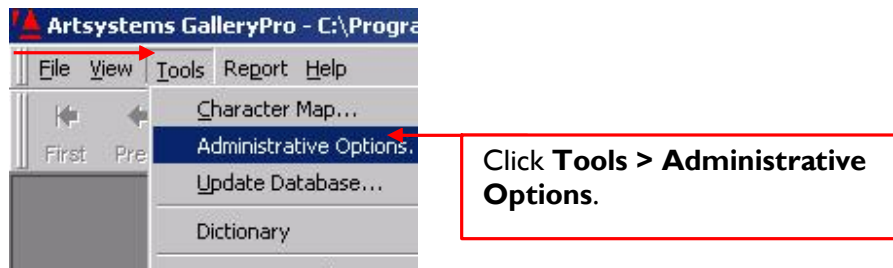 Artsystems GalleryPro - C:\Progra
File View Tools Report Help
Character Map...
First Pre
Administrative Options.
Update Database...
Dictionary
Click Tools > Administrative
Options.